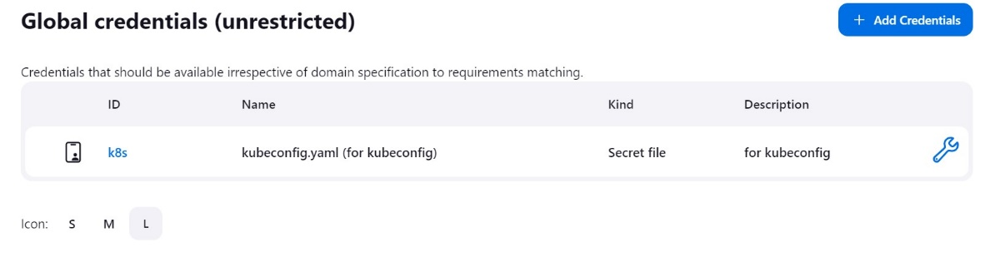 Global credentials (unrestricted)
+ Add Credentials
Credentials that should be available irrespective of domain specification to requirements matching.
ID Name Kind Description
k8s kubeconfig.yaml (for kubeconfig) Secret file for kubeconfig
Icon: S M L